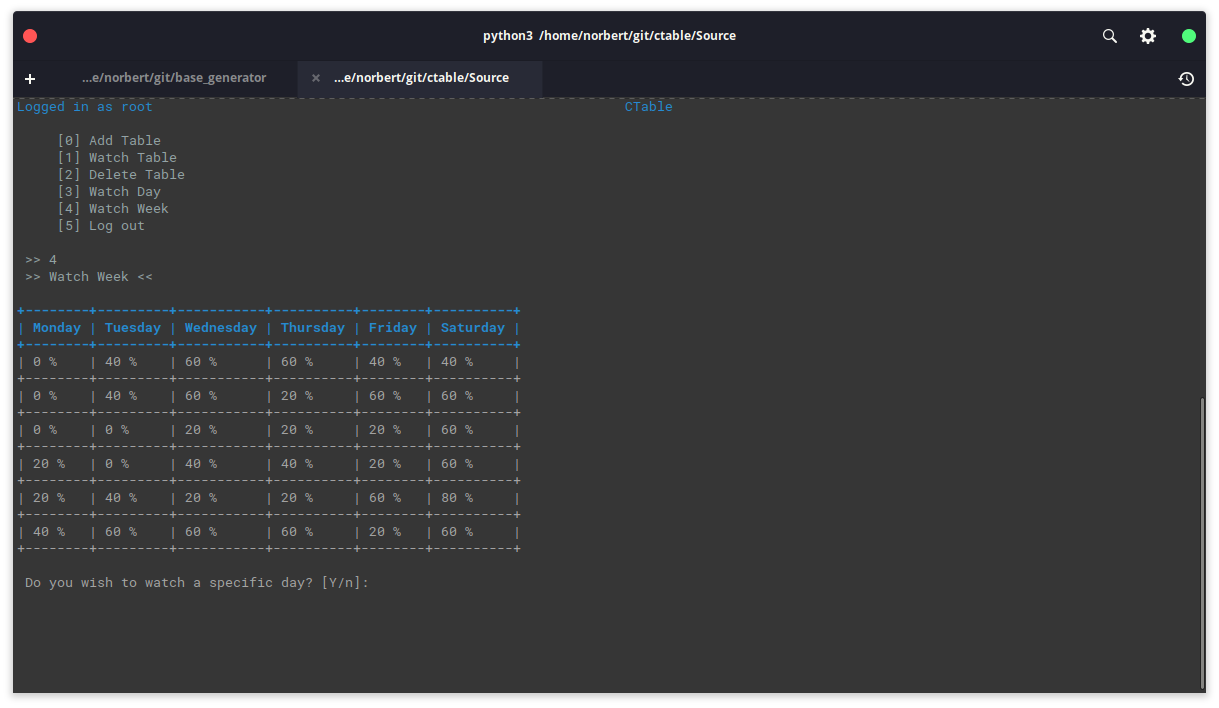 python3 /home/norbert/git/ctable/Source
+ ...e/norbert/git/base_generator × ...e/norbert/git/ctable/Source
Logged in as root CTable
[0] Add Table
[1] Watch Table
[2] Delete Table
[3] Watch Day
[4] Watch Week
[5] Log out
>> 4
>> Watch Week <<
+--------+---------+-----------+----------+--------+----------+
| Monday | Tuesday | Wednesday | Thursday | Friday | Saturday |
+--------+---------+-----------+----------+--------+----------+
| 0 %    | 40 %    | 60 %      | 60 %     | 40 %   | 40 %     |
+--------+---------+-----------+----------+--------+----------+
| 0 %    | 40 %    | 60 %      | 20 %     | 60 %   | 60 %     |
+--------+---------+-----------+----------+--------+----------+
| 0 %    | 0 %     | 20 %      | 20 %     | 20 %   | 60 %     |
+--------+---------+-----------+----------+--------+----------+
| 20 %   | 0 %     | 40 %      | 40 %     | 20 %   | 60 %     |
+--------+---------+-----------+----------+--------+----------+
| 20 %   | 40 %    | 20 %      | 20 %     | 60 %   | 80 %     |
+--------+---------+-----------+----------+--------+----------+
| 40 %   | 60 %    | 60 %      | 60 %     | 20 %   | 60 %     |
+--------+---------+-----------+----------+--------+----------+
Do you wish to watch a specific day? [Y/n]: